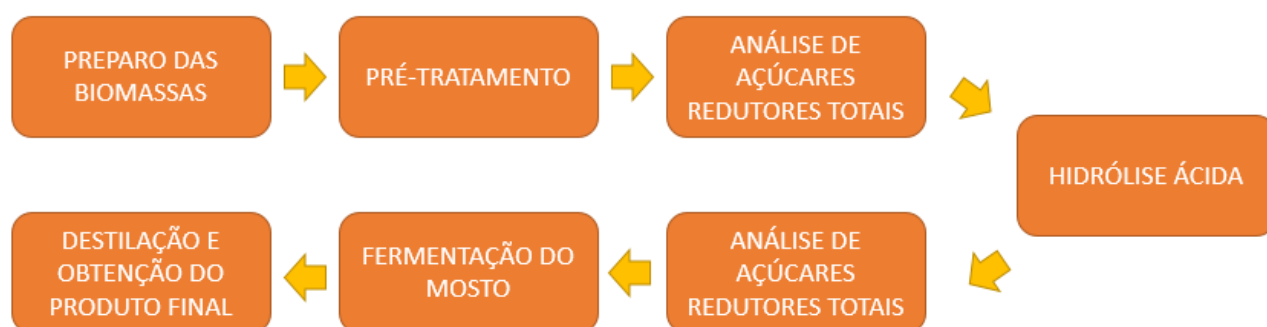 PREPARO DAS
BIOMASSAS
PRÉ-TRATAMENTO
ANÁLISE DE
AÇÚCARES
REDUTORES TOTAIS
HIDRÓLISE ÁCIDA
ANÁLISE DE
AÇÚCARES
REDUTORES TOTAIS
FERMENTAÇÃO DO
MOSTO
DESTILAÇÃO E
OBTENÇÃO DO
PRODUTO FINAL